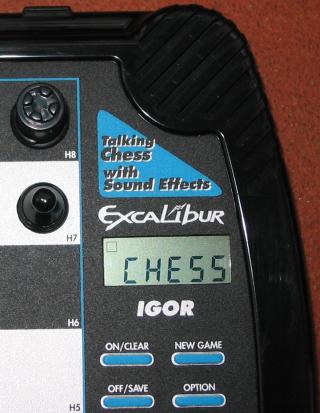 Talking
Chess
with
Sound Effects
H8
EXCALIBUR
H7
CHESS
IGOR
H6
ON/CLEAR NEW GAME
OFF/SAVE OPTION
H5